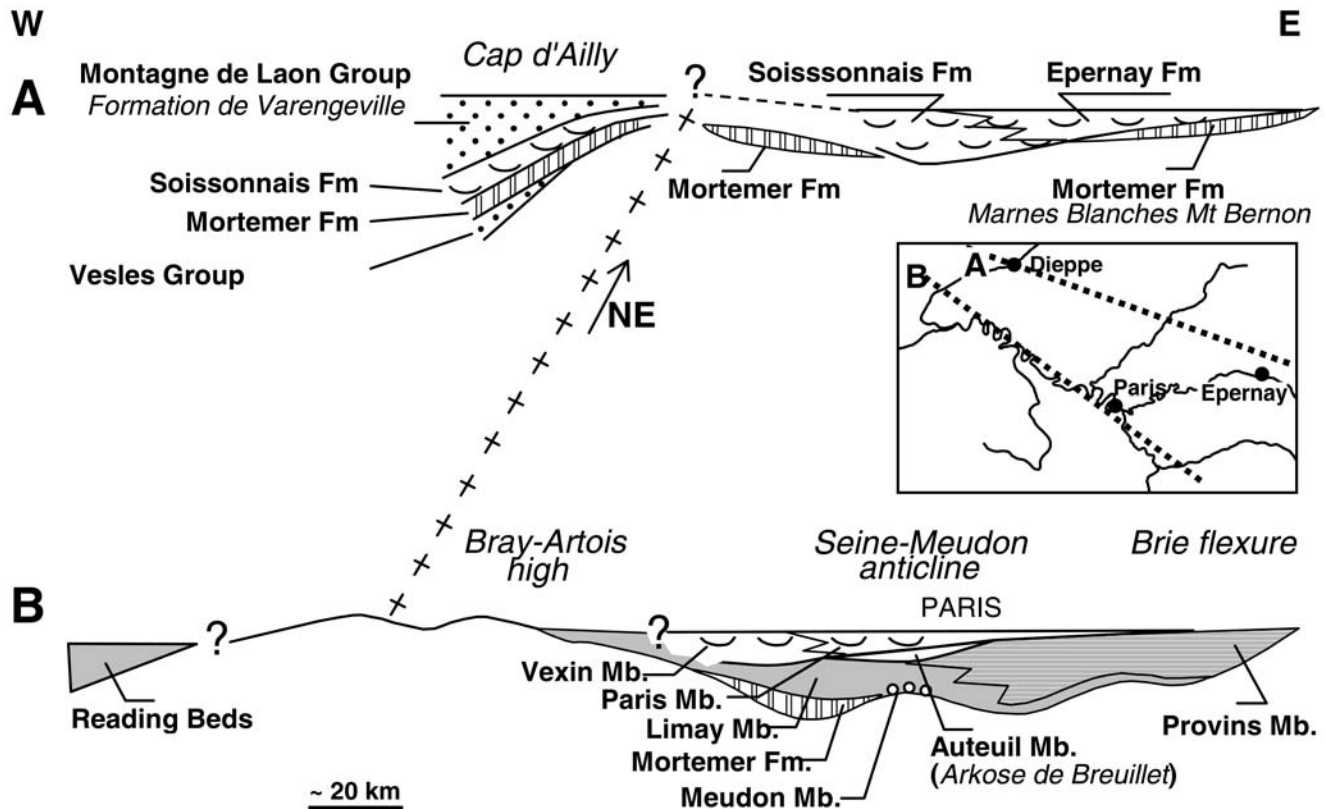 W
E
A
Cap d'Ailly
Montagne de Laon Group
Formation de Varengeville
?
Soisssonnais Fm
Epernay Fm
Soissonnais Fm
Mortemer Fm
Vesles Group
Mortemer Fm
Mortemer Fm
Marnes Blanches Mt Bernon
NE
B
A
Dieppe
Paris
Epernay
Bray-Artois
high
Seine-Meudon
anticline
Brie flexure
B
PARIS
?
?
Reading Beds
Vexin Mb.
Paris Mb.
Limay Mb.
Mortemer Fm.
Meudon Mb.
Auteuil Mb.
(Arkose de Breuillet)
Provins Mb.
~ 20 km